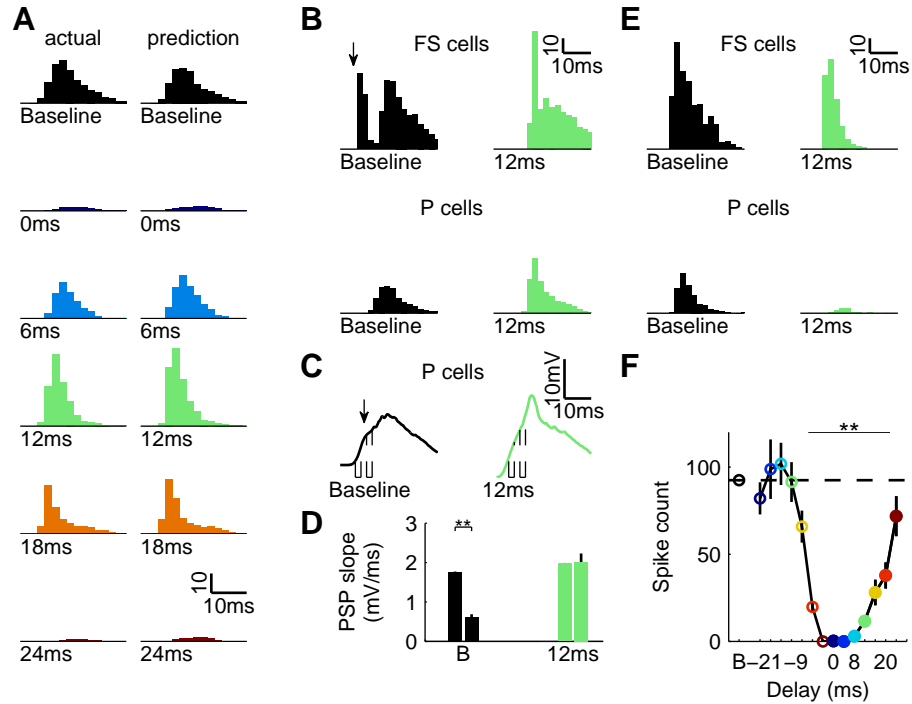 A
actual
prediction
Baseline
Baseline
0ms
0ms
6ms
6ms
12ms
12ms
18ms
18ms
10
10ms
24ms
24ms
B
FS cells
10
10ms
Baseline
12ms
P cells
Baseline
12ms
C
P cells
10mV
10ms
Baseline
12ms
D
PSP slope
(mV/ms)
3
2
1
0
**
B
12ms
E
FS cells
10
10ms
Baseline
12ms
P cells
Baseline
12ms
F
**
Spike count
100
50
0
B−21−9 0 8 20
Delay (ms)